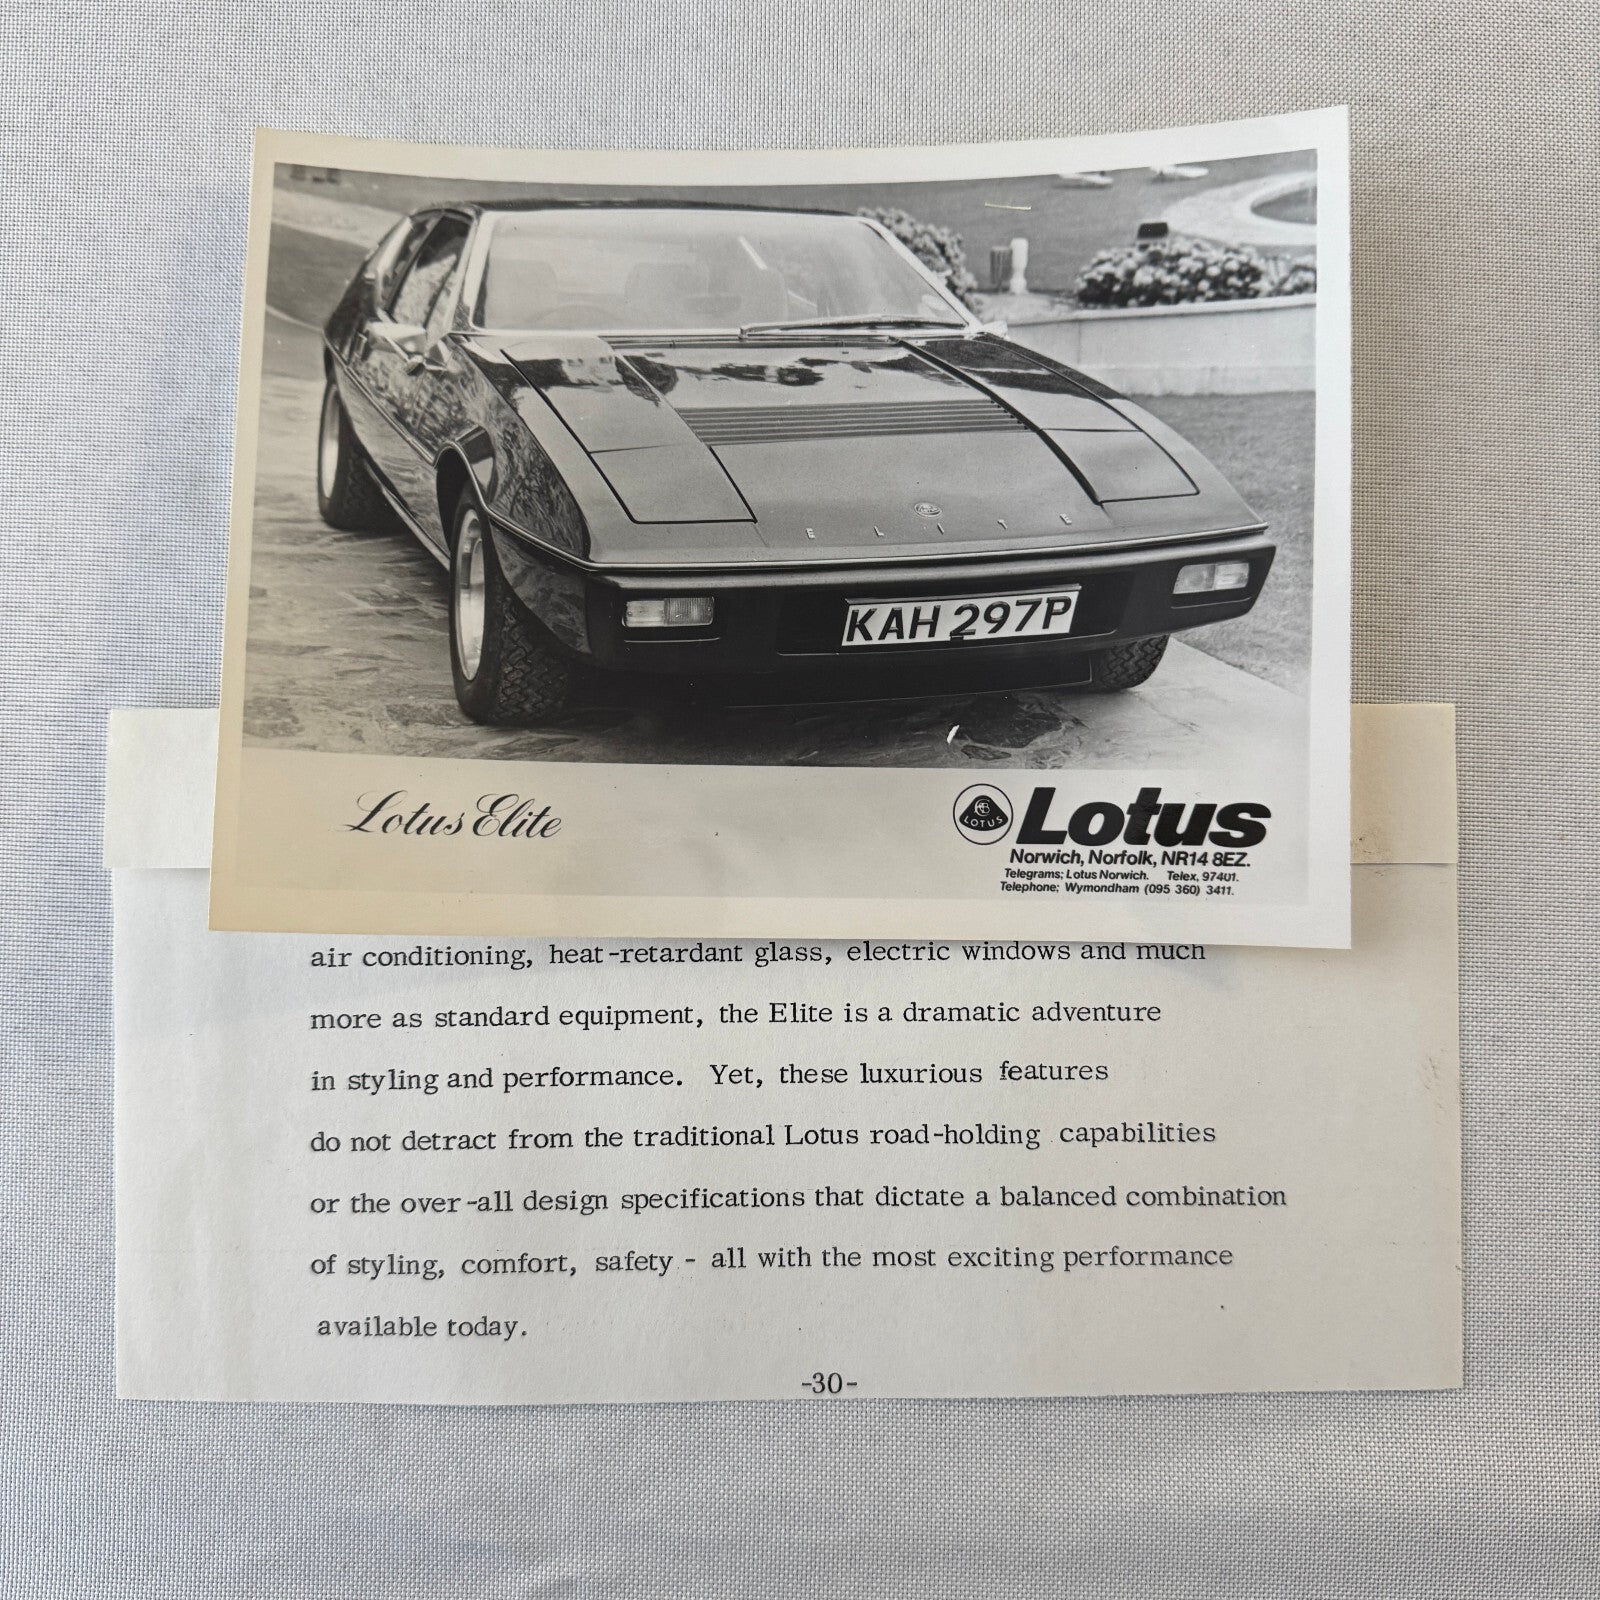 ELITE
KAH 297P
Lotus Elite
LOTUS
Lotus
Norwich, Norfolk, NR14 8EZ.
Telegrams; Lotus Norwich. Telex, 97401.
Telephone; Wymondham (095 360) 3411.
air conditioning, heat-retardant glass, electric windows and much
more as standard equipment, the Elite is a dramatic adventure
in styling and performance. Yet, these luxurious features
do not detract from the traditional Lotus road-holding capabilities
or the over-all design specifications that dictate a balanced combination
of styling, comfort, safety - all with the most exciting performance
available today.
-30-